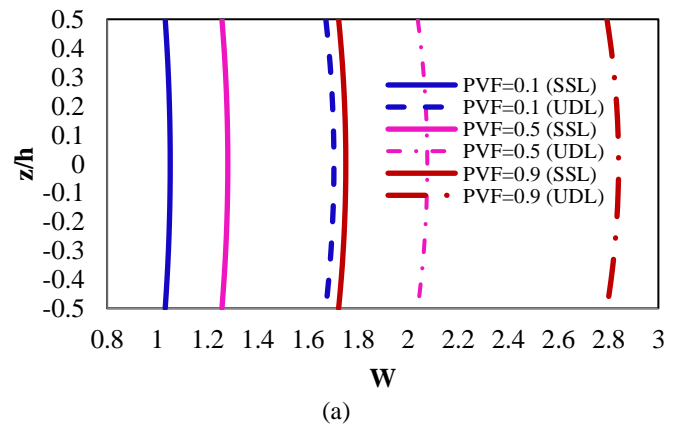 0.5
0.4
0.3
0.2
0.1
0
-0.1
-0.2
-0.3
-0.4
-0.5
z/h
PVF=0.1 (SSL)
PVF=0.1 (UDL)
PVF=0.5 (SSL)
PVF=0.5 (UDL)
PVF=0.9 (SSL)
PVF=0.9 (UDL)
0.8 1 1.2 1.4 1.6 1.8 2 2.2 2.4 2.6 2.8 3
W
(a)